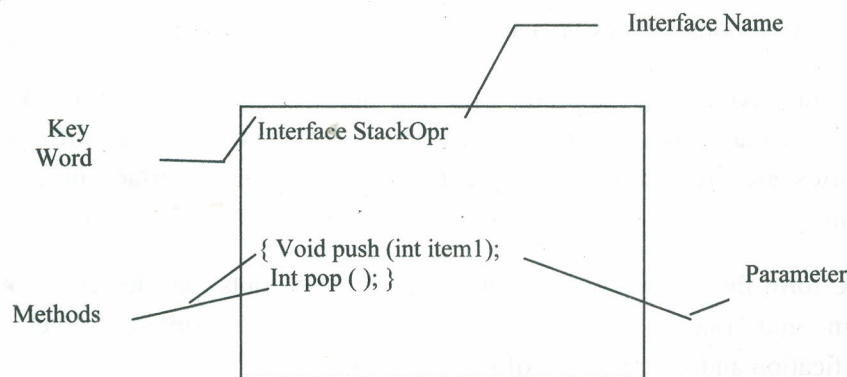 Interface Name
Key
Word
Interface StackOpr
{ Void push (int item1);
Int pop ( ); }
Parameter
Methods